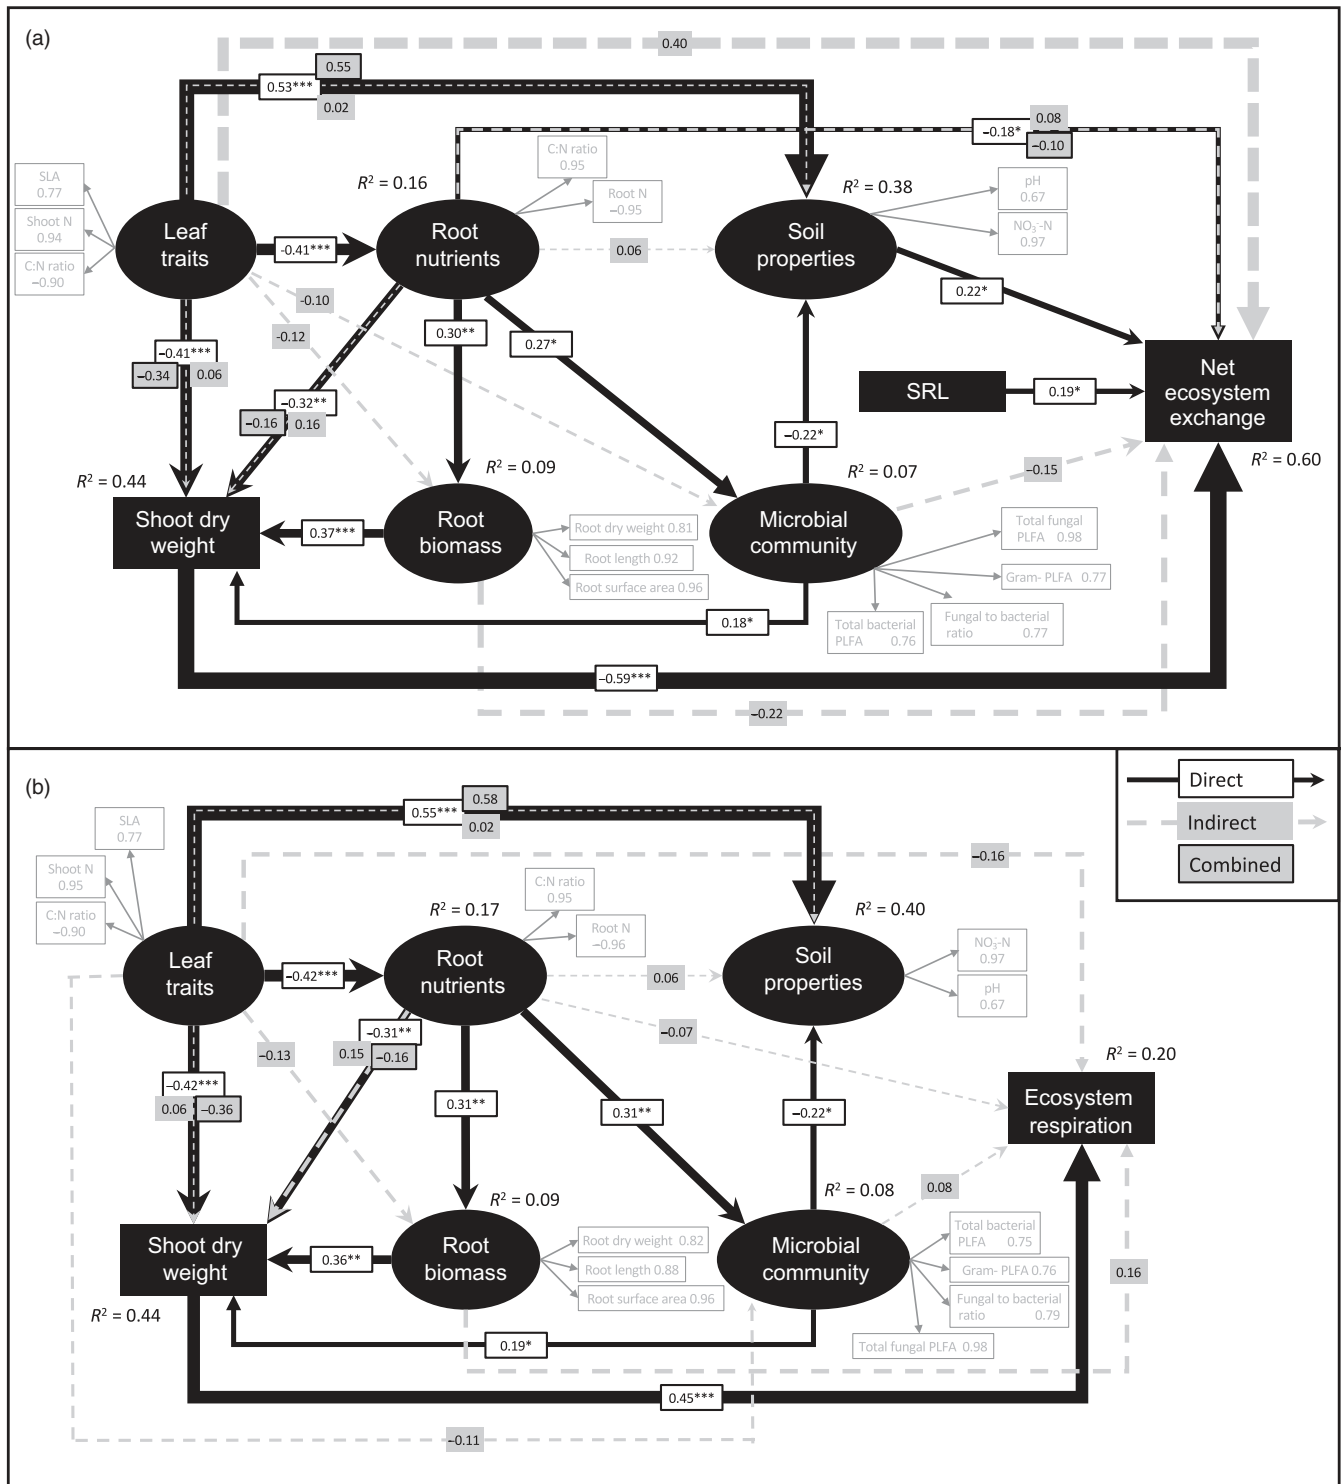 (a)
0.40
0.55
0.53***
0.02
0.08
−0.18*
−0.10
C:N ratio
0.95
SLA
0.77
R² = 0.16
Root N
−0.95
R² = 0.38
pH
0.67
Shoot N
0.94
NO₃⁻-N
0.97
C:N ratio
−0.90
Leaf
traits
-0.41***
Root
nutrients
0.06
Soil
properties
0.22*
-0.10
-0.12
0.30**
0.27*
−0.41***
−0.34
0.06
−0.32**
−0.16
0.16
SRL
0.19*
Net
ecosystem
exchange
−0.22*
R² = 0.44
R² = 0.09
R² = 0.07
−0.15
R² = 0.60
Shoot dry
weight
0.37***
Root
biomass
Root dry weight 0.81
Root length 0.92
Root surface area 0.96
Microbial
community
Total fungal
PLFA 0.98
Gram- PLFA 0.77
Fungal to bacterial
ratio 0.77
Total bacterial
PLFA 0.76
0.18*
−0.59***
−0.22
(b)
Direct
Indirect
Combined
0.58
0.55***
0.02
SLA
0.77
−0.16
Shoot N
0.95
C:N ratio
−0.90
R² = 0.17
C:N ratio
0.95
Root N
−0.96
R² = 0.40
NO₃⁻-N
0.97
pH
0.67
Leaf
traits
−0.42***
Root
nutrients
0.06
Soil
properties
−0.07
−0.13
−0.31**
0.15
−0.16
R² = 0.20
−0.42***
0.06
−0.36
0.31**
0.31**
−0.22*
Ecosystem
respiration
0.08
R² = 0.09
R² = 0.08
Shoot dry
weight
0.36**
Root
biomass
Root dry weight 0.82
Root length 0.88
Root surface area 0.96
Microbial
community
Total bacterial
PLFA 0.75
Gram- PLFA 0.76
Fungal to bacterial
ratio 0.79
Total fungal PLFA 0.98
0.16
R² = 0.44
0.19*
0.45***
−0.11